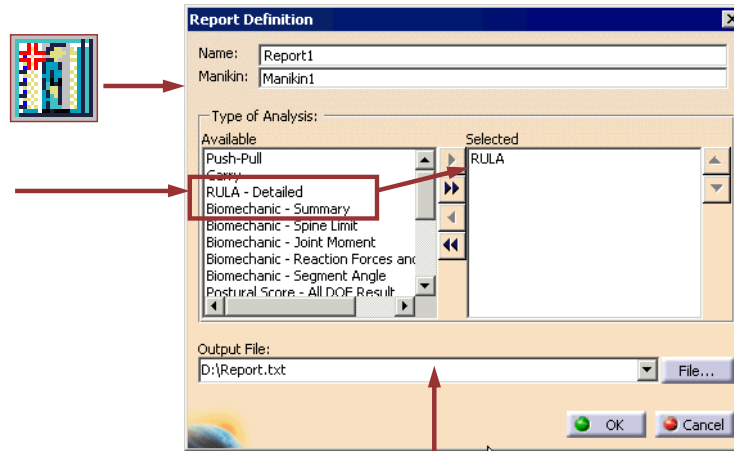 Report Definition
Name: Report1
Manikin: Manikin1
Type of Analysis:
Available
Push-Pull
Carry
RULA - Detailed
Biomechanic - Summary
Biomechanic - Spine Limit
Biomechanic - Joint Moment
Biomechanic - Reaction Forces and
Biomechanic - Segment Angle
Postural Score - All DOF Result
Selected
RULA
Output File:
D:\Report.txt
File...
OK
Cancel